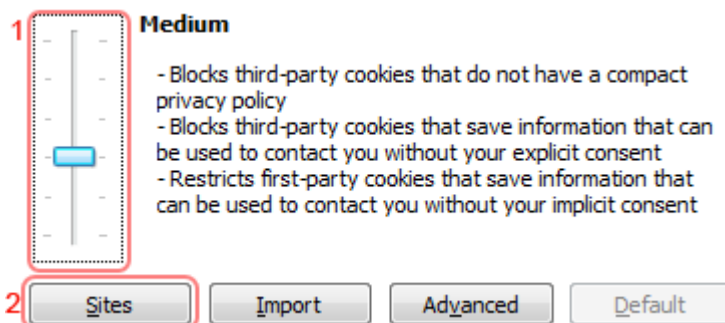 1
Medium
- Blocks third-party cookies that do not have a compact
privacy policy
- Blocks third-party cookies that save information that can
be used to contact you without your explicit consent
- Restricts first-party cookies that save information that
can be used to contact you without your implicit consent
2 Sites Import Advanced Default